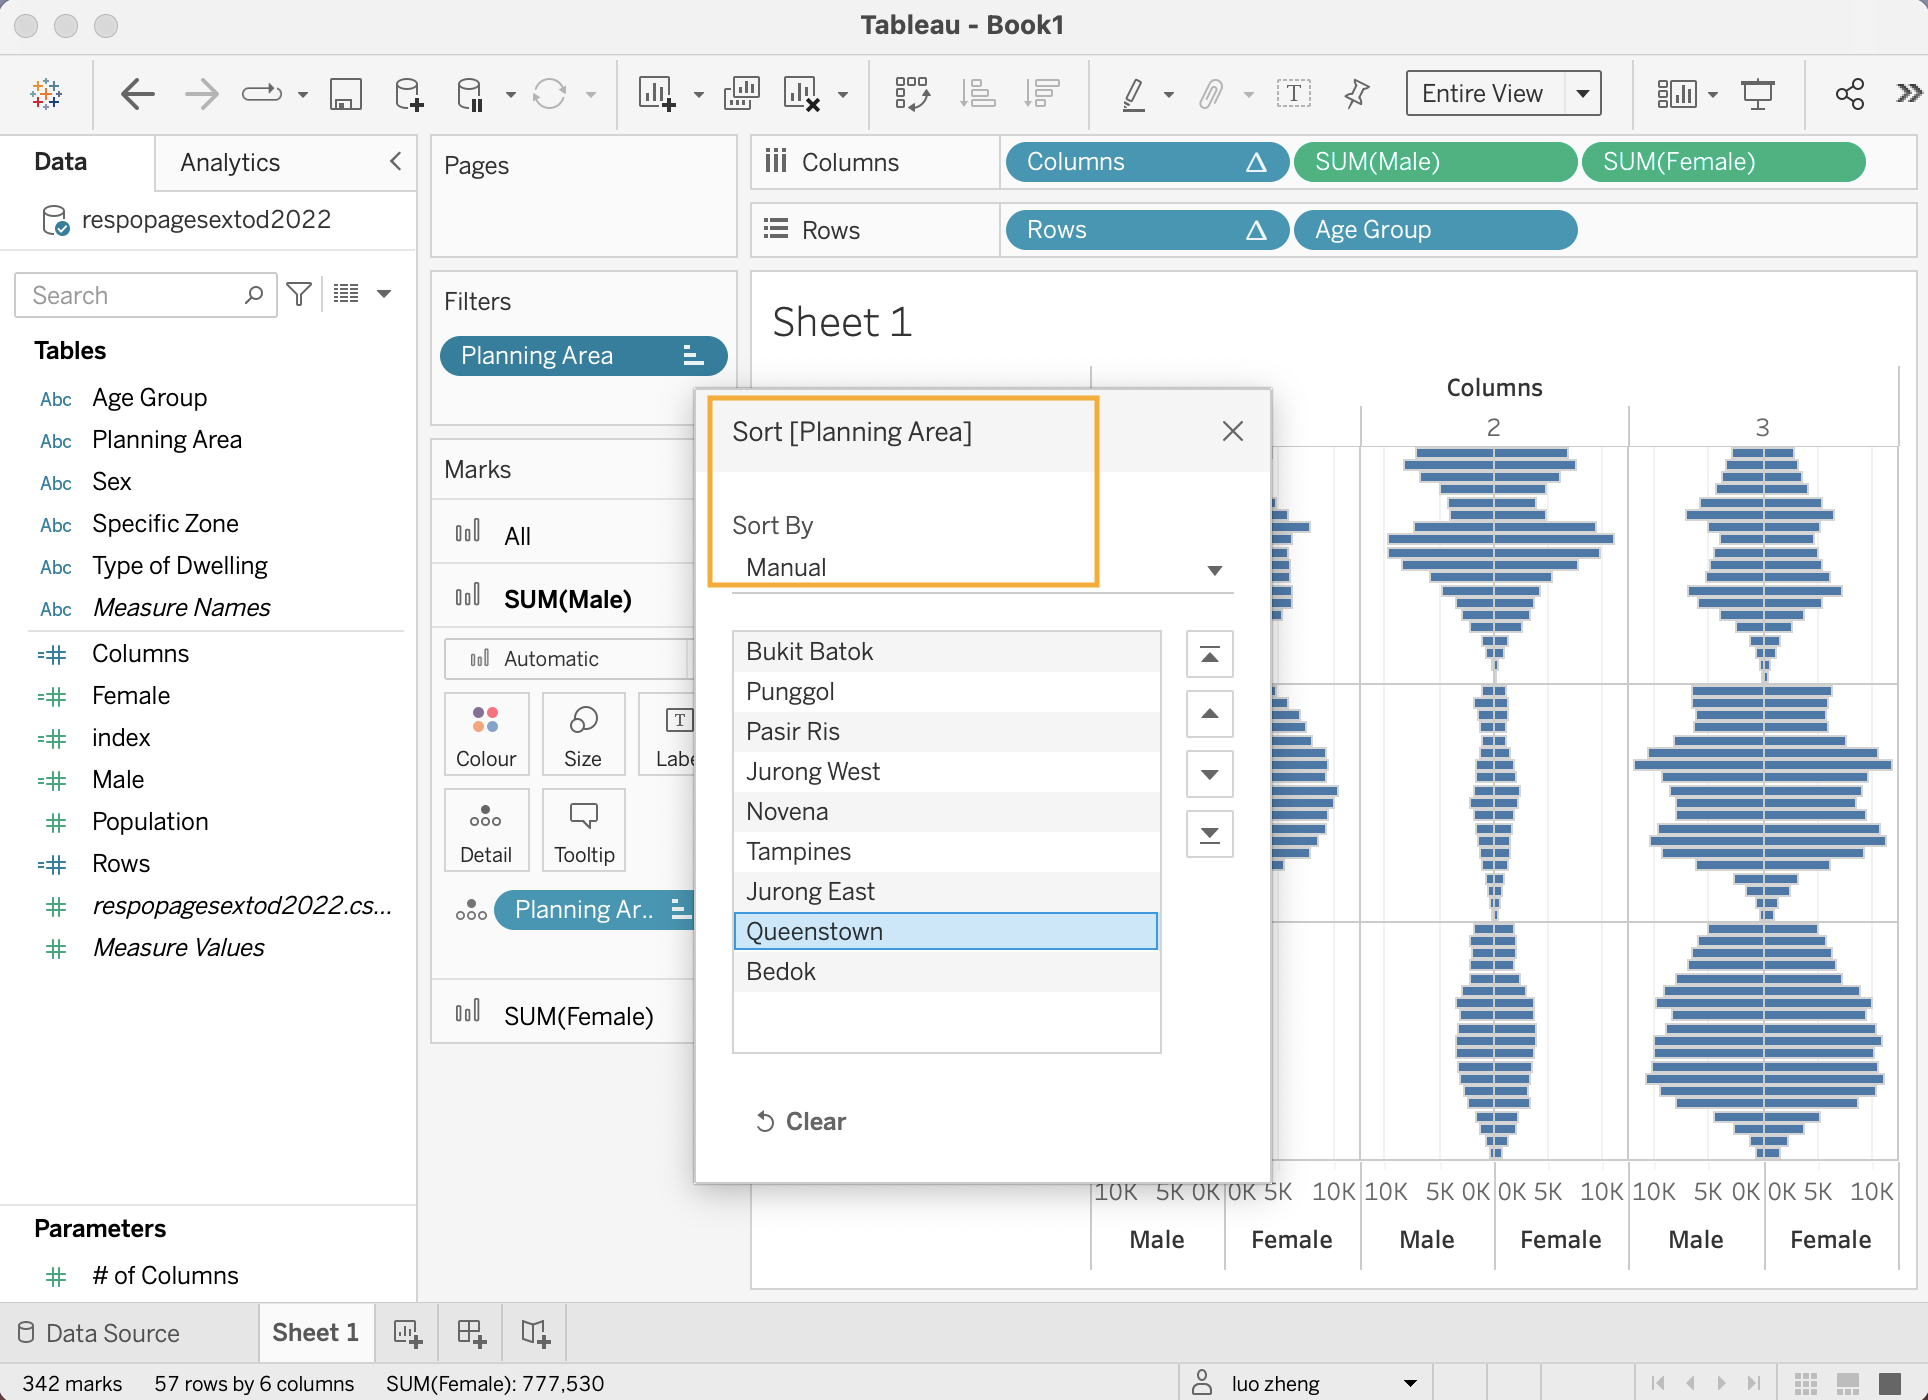 Tableau - Book1
Entire View
Data
Analytics
respopagesextod2022
Search
Tables
Abc Age Group
Abc Planning Area
Abc Sex
Abc Specific Zone
Abc Type of Dwelling
Abc Measure Names
Columns
Female
index
Male
Population
Rows
respopagesextod2022.cs...
Measure Values
Parameters
# of Columns
Pages
Filters
Planning Area
Marks
All
SUM(Male)
Automatic
Colour
Size
Labe
T
Detail
Tooltip
Planning Ar..
SUM(Female)
Columns
Columns
SUM(Male)
SUM(Female)
Rows
Rows
Age Group
Sheet 1
Columns
2
3
Sort [Planning Area]
Sort By
Manual
Bukit Batok
Punggol
Pasir Ris
Jurong West
Novena
Tampines
Jurong East
Queenstown
Bedok
Clear
10K 5K 0K 0K 5K 10K 10K 5K 0K 0K 5K 10K 10K 5K 0K 0K 5K 10K
Male Female Male Female Male Female
Data Source
Sheet 1
342 marks 57 rows by 6 columns SUM(Female): 777,530
luo zheng